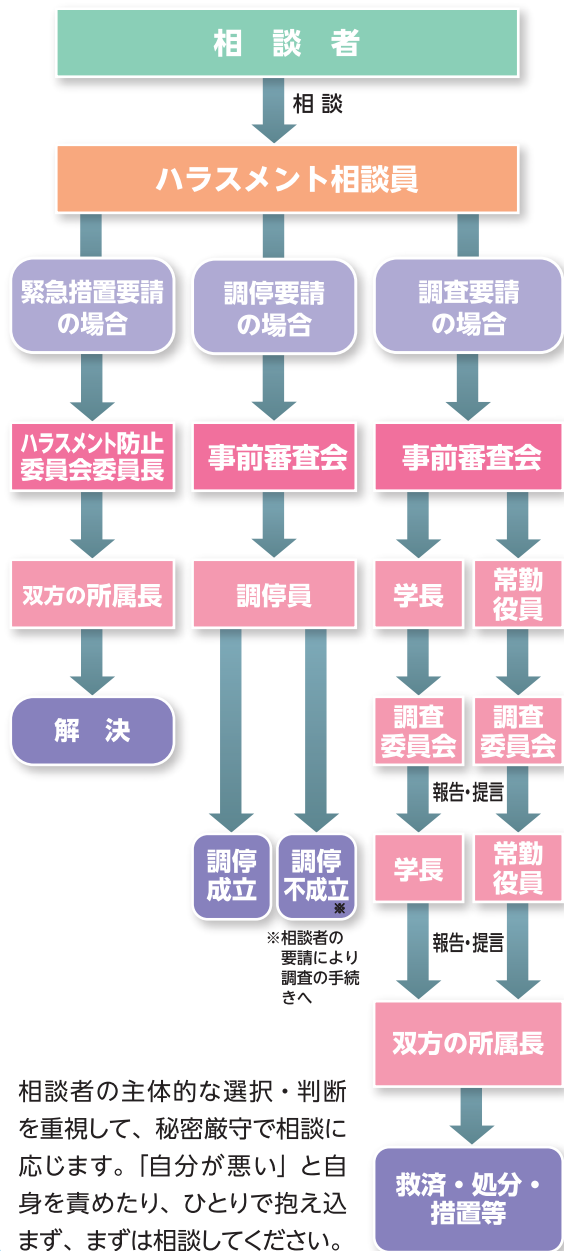 相談者
相談
ハラスメント相談員
緊急措置要請
の場合
調停要請
の場合
調査要請
の場合
ハラスメント防止
委員会委員長
事前審査会
事前審査会
双方の所属長
調停員
学長
常勤
役員
解決
調査
委員会
調査
委員会
報告・提言
調停
成立
調停
不成立
※
学長
常勤
役員
※相談者の
要請により
調査の手続
きへ
報告・提言
双方の所属長
救済・処分・
措置等
相談者の主体的な選択・判断
を重視して、秘密厳守で相談に
応じます。「自分が悪い」と自
身を責めたり、ひとりで抱え込
まず、まずは相談してください。